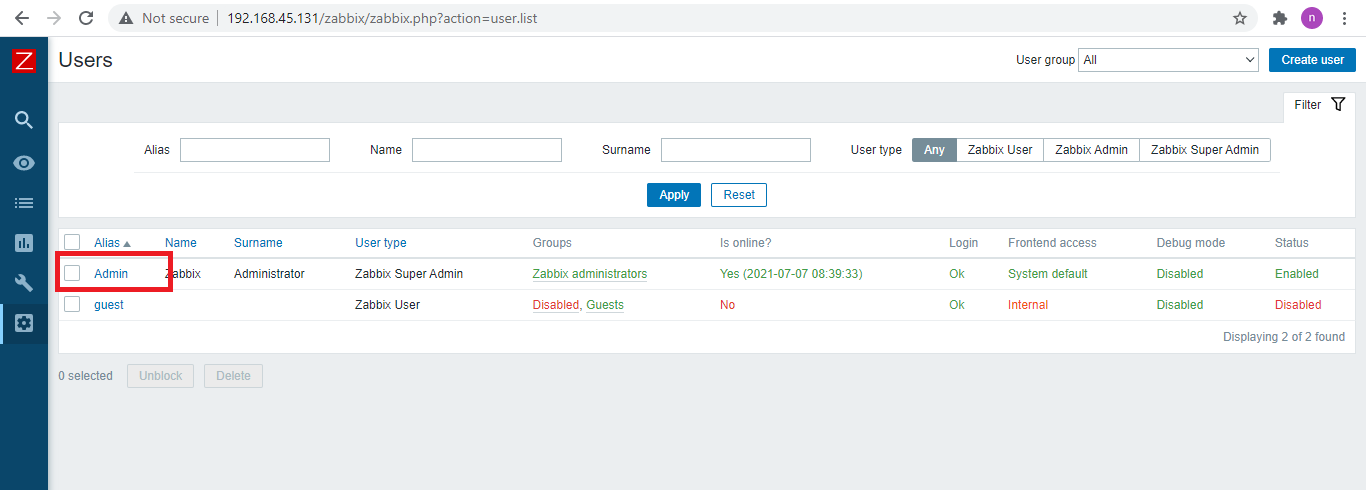 Not secure | 192.168.45.131/zabbix/zabbix.php?action=user.list n
Z
Users User group All Create user
Filter
Alias Name Surname User type Any Zabbix User Zabbix Admin Zabbix Super Admin
Apply Reset
Alias Name Surname User type Groups Is online? Login Frontend access Debug mode Status
Admin Zabbix Administrator Zabbix Super Admin Zabbix administrators Yes (2021-07-07 08:39:33) Ok System default Disabled Enabled
guest Zabbix User Disabled, Guests No Ok Internal Disabled Disabled
Displaying 2 of 2 found
0 selected Unblock Delete